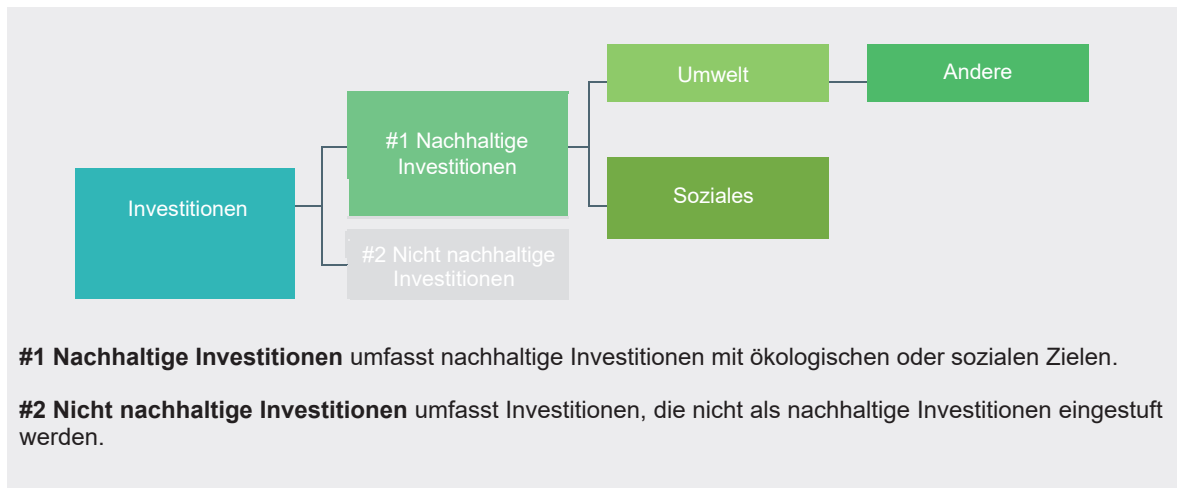 Umwelt
Andere
#1 Nachhaltige
Investitionen
Soziales
Investitionen
#2 Nicht nachhaltige
Investitionen
#1 Nachhaltige Investitionen umfasst nachhaltige Investitionen mit ökologischen oder sozialen Zielen.
#2 Nicht nachhaltige Investitionen umfasst Investitionen, die nicht als nachhaltige Investitionen eingestuft
werden.